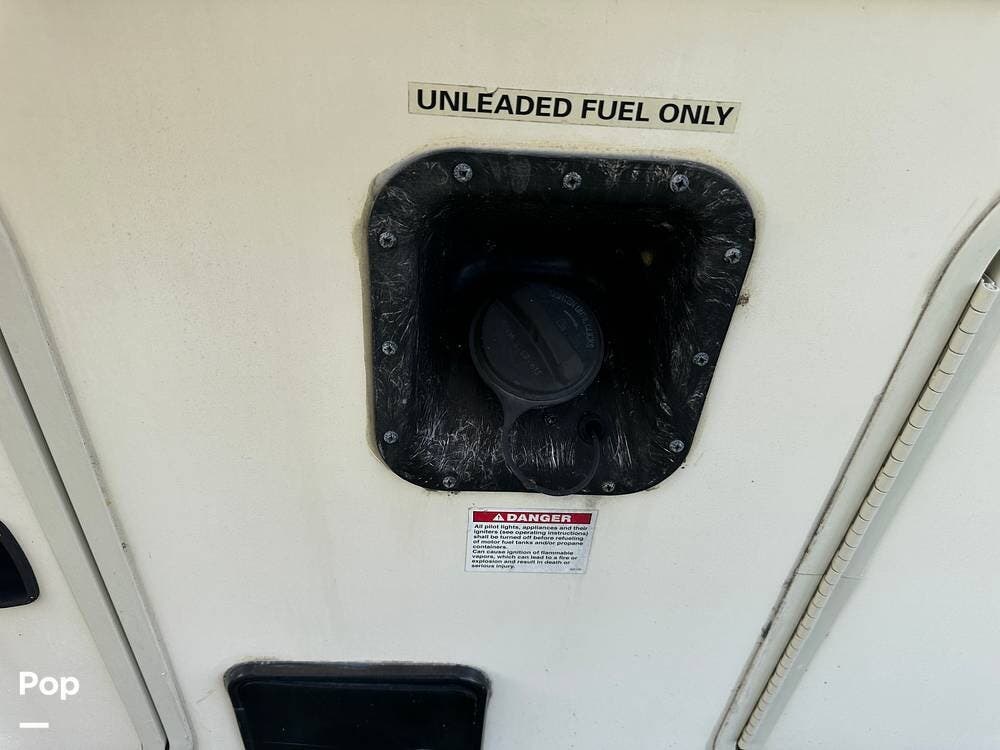 UNLEADED FUEL ONLY
DANGER
All pilot lights, appliances and their
igniters (see operating instructions)
shall be turned off before refueling
of motor fuel tanks and/or propane
containers.
Can cause ignition of flammable
vapors, which can lead to a fire or
explosion and result in death or
serious injury.
Pop